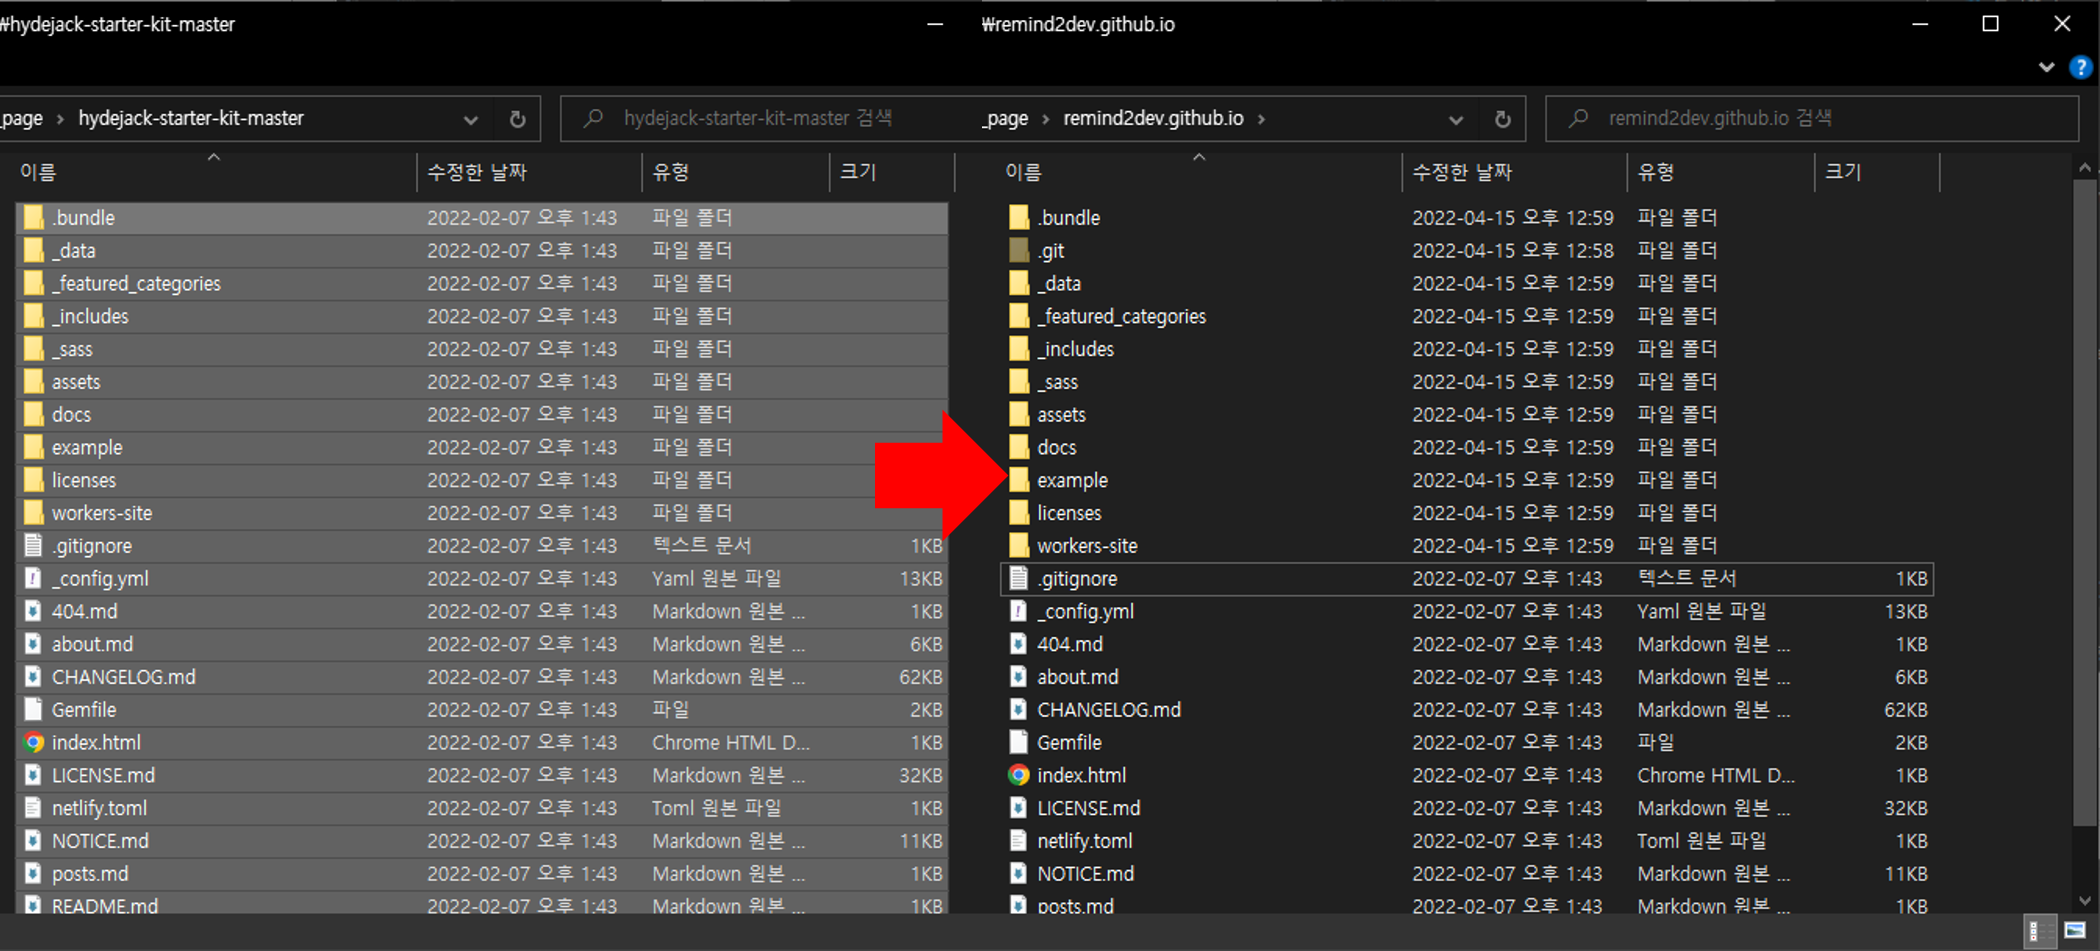 ₩hydejack-starter-kit-master
_page › hydejack-starter-kit-master
hydejack-starter-kit-master 검색
이름 수정한 날짜 유형 크기
.bundle 2022-02-07 오후 1:43 파일 폴더
_data 2022-02-07 오후 1:43 파일 폴더
_featured_categories 2022-02-07 오후 1:43 파일 폴더
_includes 2022-02-07 오후 1:43 파일 폴더
_sass 2022-02-07 오후 1:43 파일 폴더
assets 2022-02-07 오후 1:43 파일 폴더
docs 2022-02-07 오후 1:43 파일 폴더
example 2022-02-07 오후 1:43 파일 폴더
licenses 2022-02-07 오후 1:43 파일 폴더
workers-site 2022-02-07 오후 1:43 파일 폴더
.gitignore 2022-02-07 오후 1:43 텍스트 문서 1KB
_config.yml 2022-02-07 오후 1:43 Yaml 원본 파일 13KB
404.md 2022-02-07 오후 1:43 Markdown 원본 ... 1KB
about.md 2022-02-07 오후 1:43 Markdown 원본 ... 6KB
CHANGELOG.md 2022-02-07 오후 1:43 Markdown 원본 ... 62KB
Gemfile 2022-02-07 오후 1:43 파일 2KB
index.html 2022-02-07 오후 1:43 Chrome HTML D... 1KB
LICENSE.md 2022-02-07 오후 1:43 Markdown 원본 ... 32KB
netlify.toml 2022-02-07 오후 1:43 Toml 원본 파일 1KB
NOTICE.md 2022-02-07 오후 1:43 Markdown 원본 ... 11KB
posts.md 2022-02-07 오후 1:43 Markdown 원본 ... 1KB
README.md 2022-02-07 오후 1:43 Markdown 원본 ... 1KB
₩remind2dev.github.io
_page › remind2dev.github.io ›
remind2dev.github.io 검색
이름 수정한 날짜 유형 크기
.bundle 2022-04-15 오후 12:59 파일 폴더
.git 2022-04-15 오후 12:58 파일 폴더
_data 2022-04-15 오후 12:59 파일 폴더
_featured_categories 2022-04-15 오후 12:59 파일 폴더
_includes 2022-04-15 오후 12:59 파일 폴더
_sass 2022-04-15 오후 12:59 파일 폴더
assets 2022-04-15 오후 12:59 파일 폴더
docs 2022-04-15 오후 12:59 파일 폴더
example 2022-04-15 오후 12:59 파일 폴더
licenses 2022-04-15 오후 12:59 파일 폴더
workers-site 2022-04-15 오후 12:59 파일 폴더
.gitignore 2022-02-07 오후 1:43 텍스트 문서 1KB
_config.yml 2022-02-07 오후 1:43 Yaml 원본 파일 13KB
404.md 2022-02-07 오후 1:43 Markdown 원본 ... 1KB
about.md 2022-02-07 오후 1:43 Markdown 원본 ... 6KB
CHANGELOG.md 2022-02-07 오후 1:43 Markdown 원본 ... 62KB
Gemfile 2022-02-07 오후 1:43 파일 2KB
index.html 2022-02-07 오후 1:43 Chrome HTML D... 1KB
LICENSE.md 2022-02-07 오후 1:43 Markdown 원본 ... 32KB
netlify.toml 2022-02-07 오후 1:43 Toml 원본 파일 1KB
NOTICE.md 2022-02-07 오후 1:43 Markdown 원본 ... 11KB
posts.md 2022-02-07 오후 1:43 Markdown 원본 ... 1KB